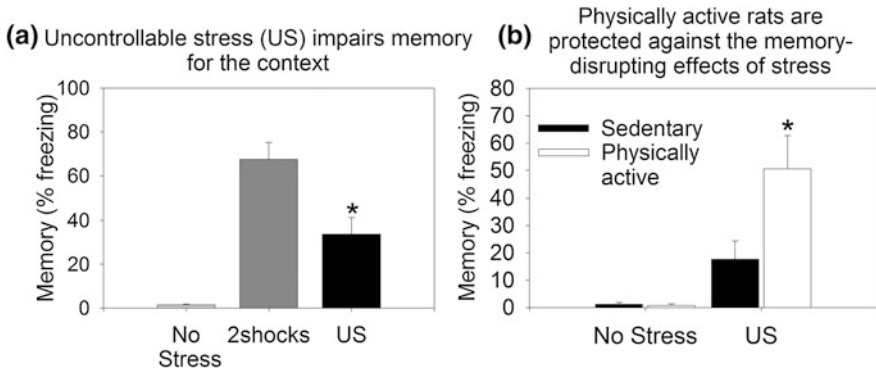 (a) Uncontrollable stress (US) impairs memory
for the context
Memory (% freezing)
100
80
60
40
20
0
*
No
Stress
2shocks
US
(b) Physically active rats are
protected against the memory-
disrupting effects of stress
Memory (% freezing)
80
70
60
50
40
30
20
10
0
Sedentary
Physically
active
*
No Stress
US